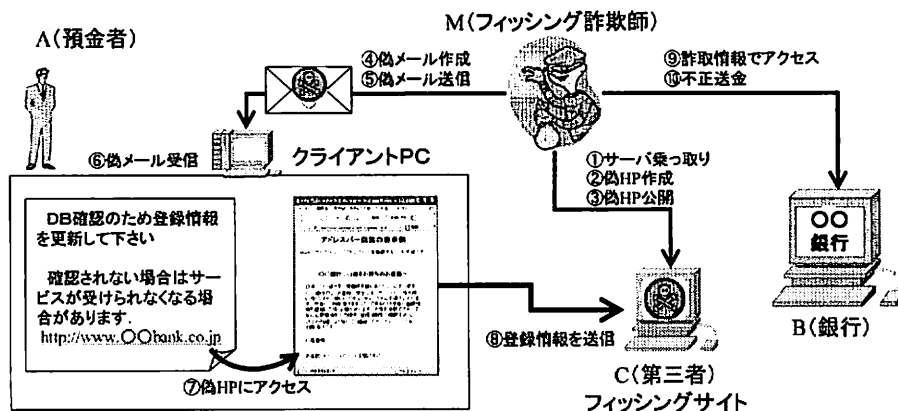 A(預金者)
M(フィッシング詐欺師)
④偽メール作成
⑤偽メール送信
⑨詐取情報でアクセス
⑩不正送金
⑥偽メール受信
クライアントPC
①サーバ乗っ取り
②偽HP作成
③偽HP公開
DB確認のため登録情報
を更新して下さい
確認されない場合はサー
ビスが受けられなくなる場
合があります.
http://www.〇〇bank.co.jp
⑦偽HPにアクセス
⑧登録情報を送信
〇〇
銀行
B(銀行)
C(第三者)
フィッシングサイト